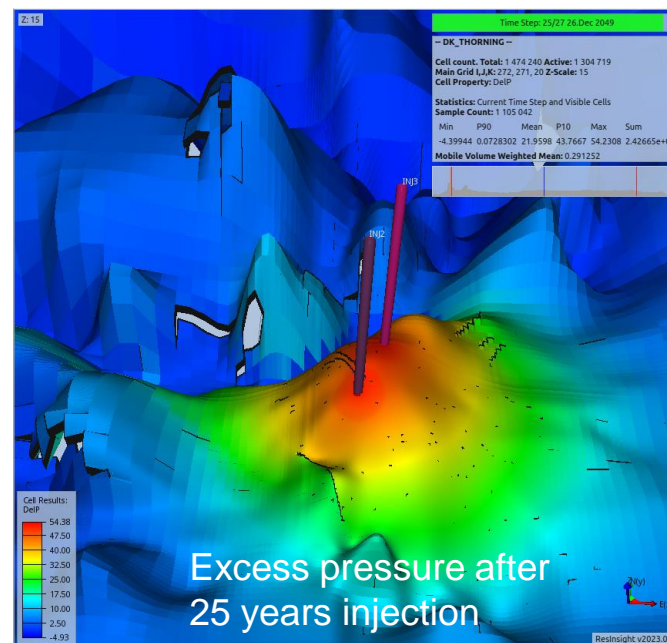 Z: 15
Time Step: 25/27 26.Dec 2049
-- DK_THORNING --
Cell count. Total: 1 474 240 Active: 1 304 719
Main Grid I,J,K: 272, 271, 20 Z-Scale: 15
Cell Property: DelP
Statistics: Current Time Step and Visible Cells
Sample Count: 1 105 042
Min P90 Mean P10 Max Sum
-4.39944 0.0728302 21.9598 43.7667 54.2308 2.42665e+
Mobile Volume Weighted Mean: 0.291252
INJ3
INJ2
Cell Results:
DelP
54.38
47.50
40.00
32.50
25.00
17.50
10.00
2.50
-4.93
Excess pressure after
25 years injection
N(y)
E(
ResInsight v2023.0